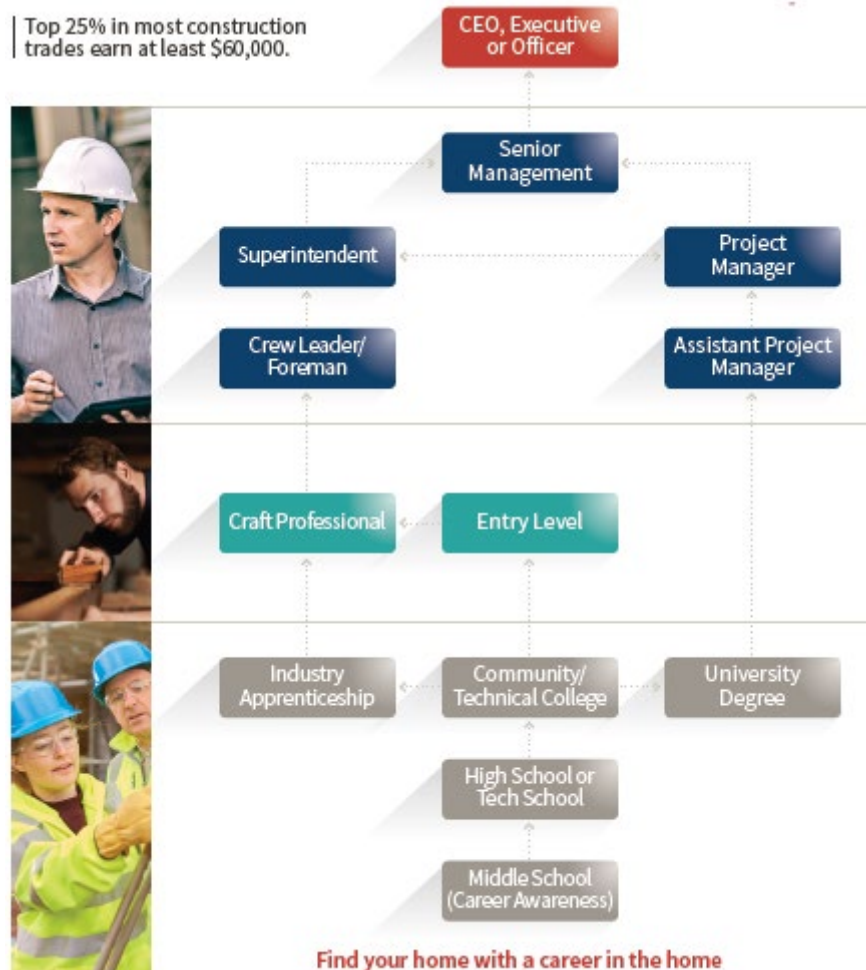 Top 25% in most construction
trades earn at least $60,000.
CEO, Executive
or Officer
Senior
Management
Superintendent
Project
Manager
Crew Leader/
Foreman
Assistant Project
Manager
Craft Professional
Entry Level
Industry
Apprenticeship
Community/
Technical College
University
Degree
High School or
Tech School
Middle School
(Career Awareness)
Find your home with a career in the home